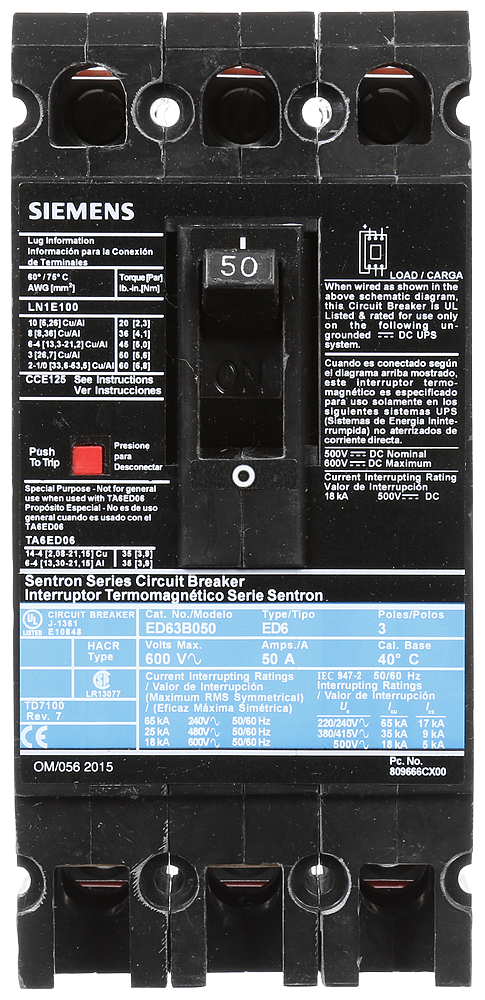 SIEMENS
Lug Information
Información para la Conexión
de Terminales
60° / 75° C Torque[Par]
AWG [mm²] lb.-in.[Nm]
LN1E100
10 [5,26] Cu/Al 20 [2,3]
8 [8,36] Cu/Al 36 [4,1]
6-4 [13,3-21,2] Cu/Al 45 [5,0]
3 [26,7] Cu/Al 50 [5,6]
2-1/0 [33,6-53,5] Cu/Al 60 [6,8]
CCE125 See Instructions
Ver Instrucciones
Push
To Trip
Presione
para
Desconectar
Special Purpose - Not for general
use when used with TA6ED06
Propósito Especial - No es de uso
general cuando es usado con el
TA6ED06
TA6ED06
14-4 [2,08-21,15] Cu 35 [3,9]
6-4 [13,30-21,15] Al 35 [3,9]
50
ON
O
LOAD / CARGA
When wired as shown in the
above schematic diagram,
this Circuit Breaker is UL
Listed & rated for use only
on the following un-
grounded DC UPS
system.
Cuando es conectado según
el diagrama arriba mostrado,
este interruptor termo-
magnético es especificado
para uso solamente en los
siguientes sistemas UPS
(Sistemas de Energia Ininte-
rrumpida) no aterrizados de
corriente directa.
500V DC Nominal
600V DC Maximum
Current Interrupting Rating
/ Valor de Interrupción
18 kA 500V DC
Sentron Series Circuit Breaker
Interruptor Termomagnético Serie Sentron
UL
LISTED
CIRCUIT BREAKER
J-1361
E10848
HACR
Type
LR13077
TD7100
Rev. 7
CE
Cat. No./Modelo Type/Tipo Poles/Polos
ED63B050 ED6 3
Volts Max. Amps./A Cal. Base
600 V∿ 50 A 40° C
Current Interrupting Ratings
/ Valor de Interrupción
(Maximum RMS Symmetrical)
/ (Eficaz Máxima Simétrica)
65 kA 240V∿ 50/60 Hz
25 kA 480V∿ 50/60 Hz
18 kA 600V∿ 50/60 Hz
IEC 947-2 50/60 Hz
Interrupting Ratings
/ Valor de Interrupción
Ue Icu Ics
220/240V∿ 65 kA 17 kA
380/415V∿ 35 kA 9 kA
500V∿ 18 kA 5 kA
OM/056 2015
Pc. No.
809666CX00